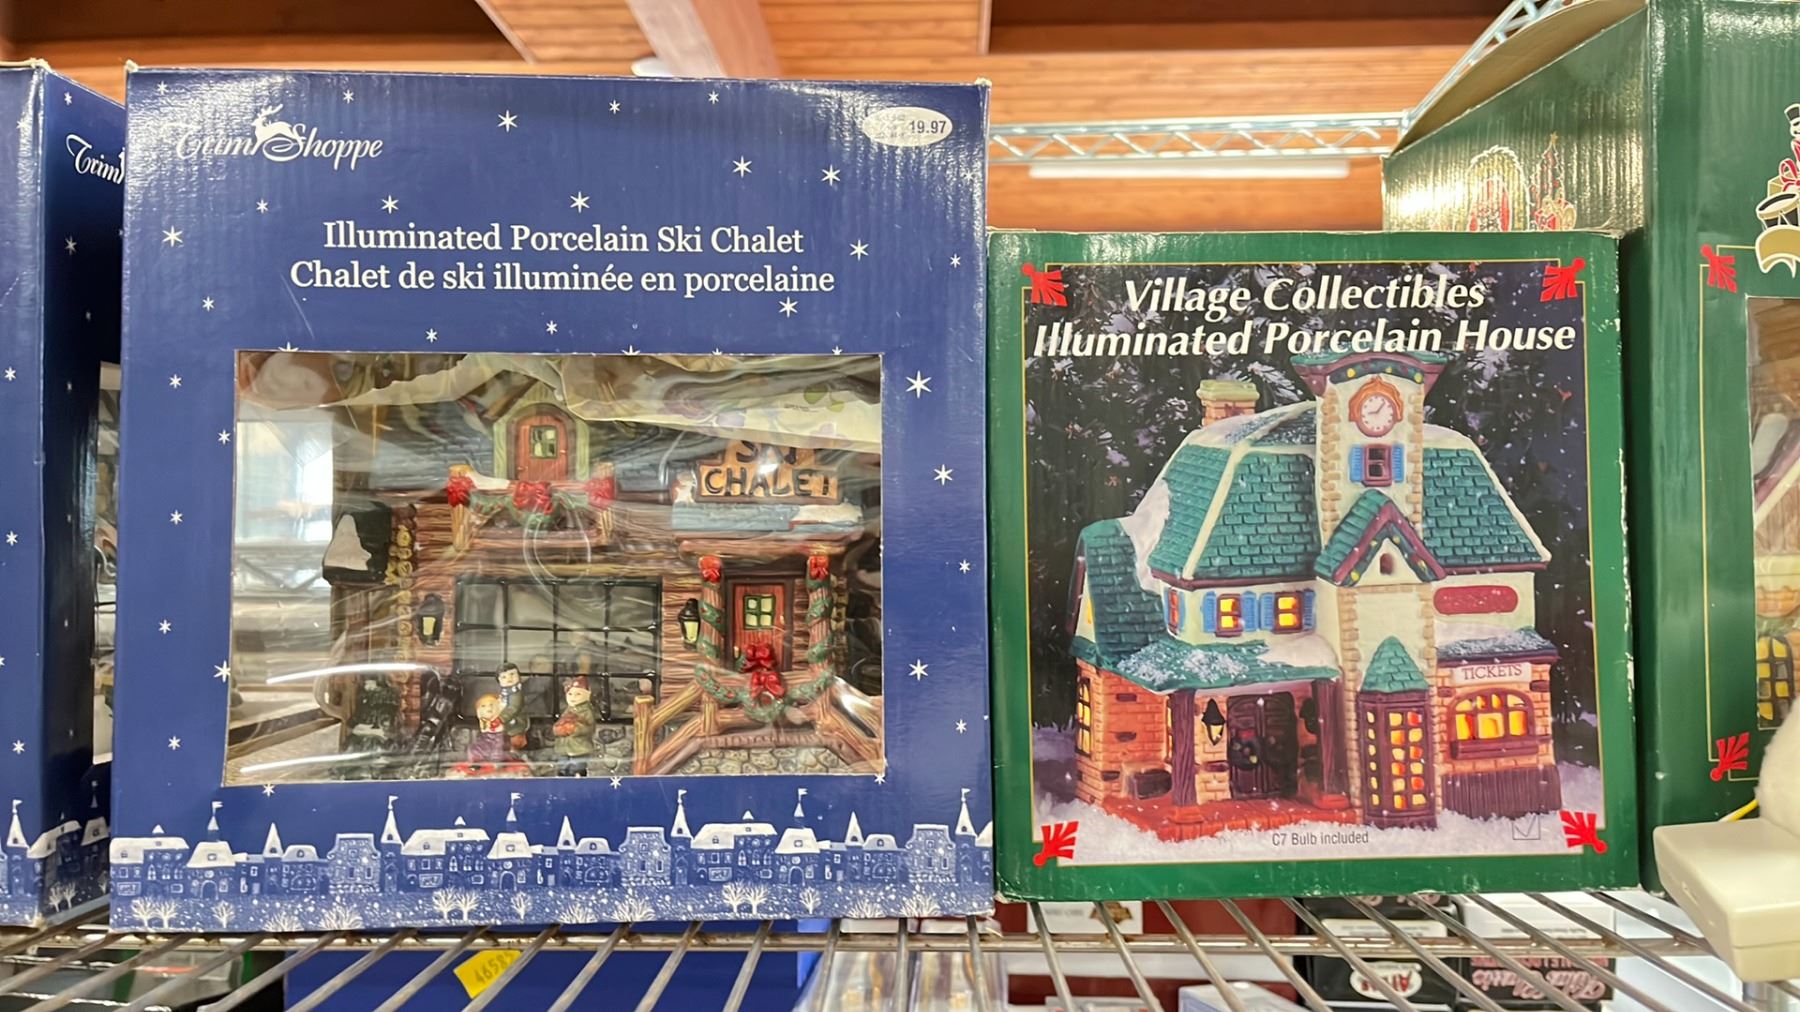 Trim Shoppe
19.97
Illuminated Porcelain Ski Chalet
Chalet de ski illuminée en porcelaine
SKI
CHALET
Trim
Village Collectibles
Illuminated Porcelain House
TICKETS
C7 Bulb included